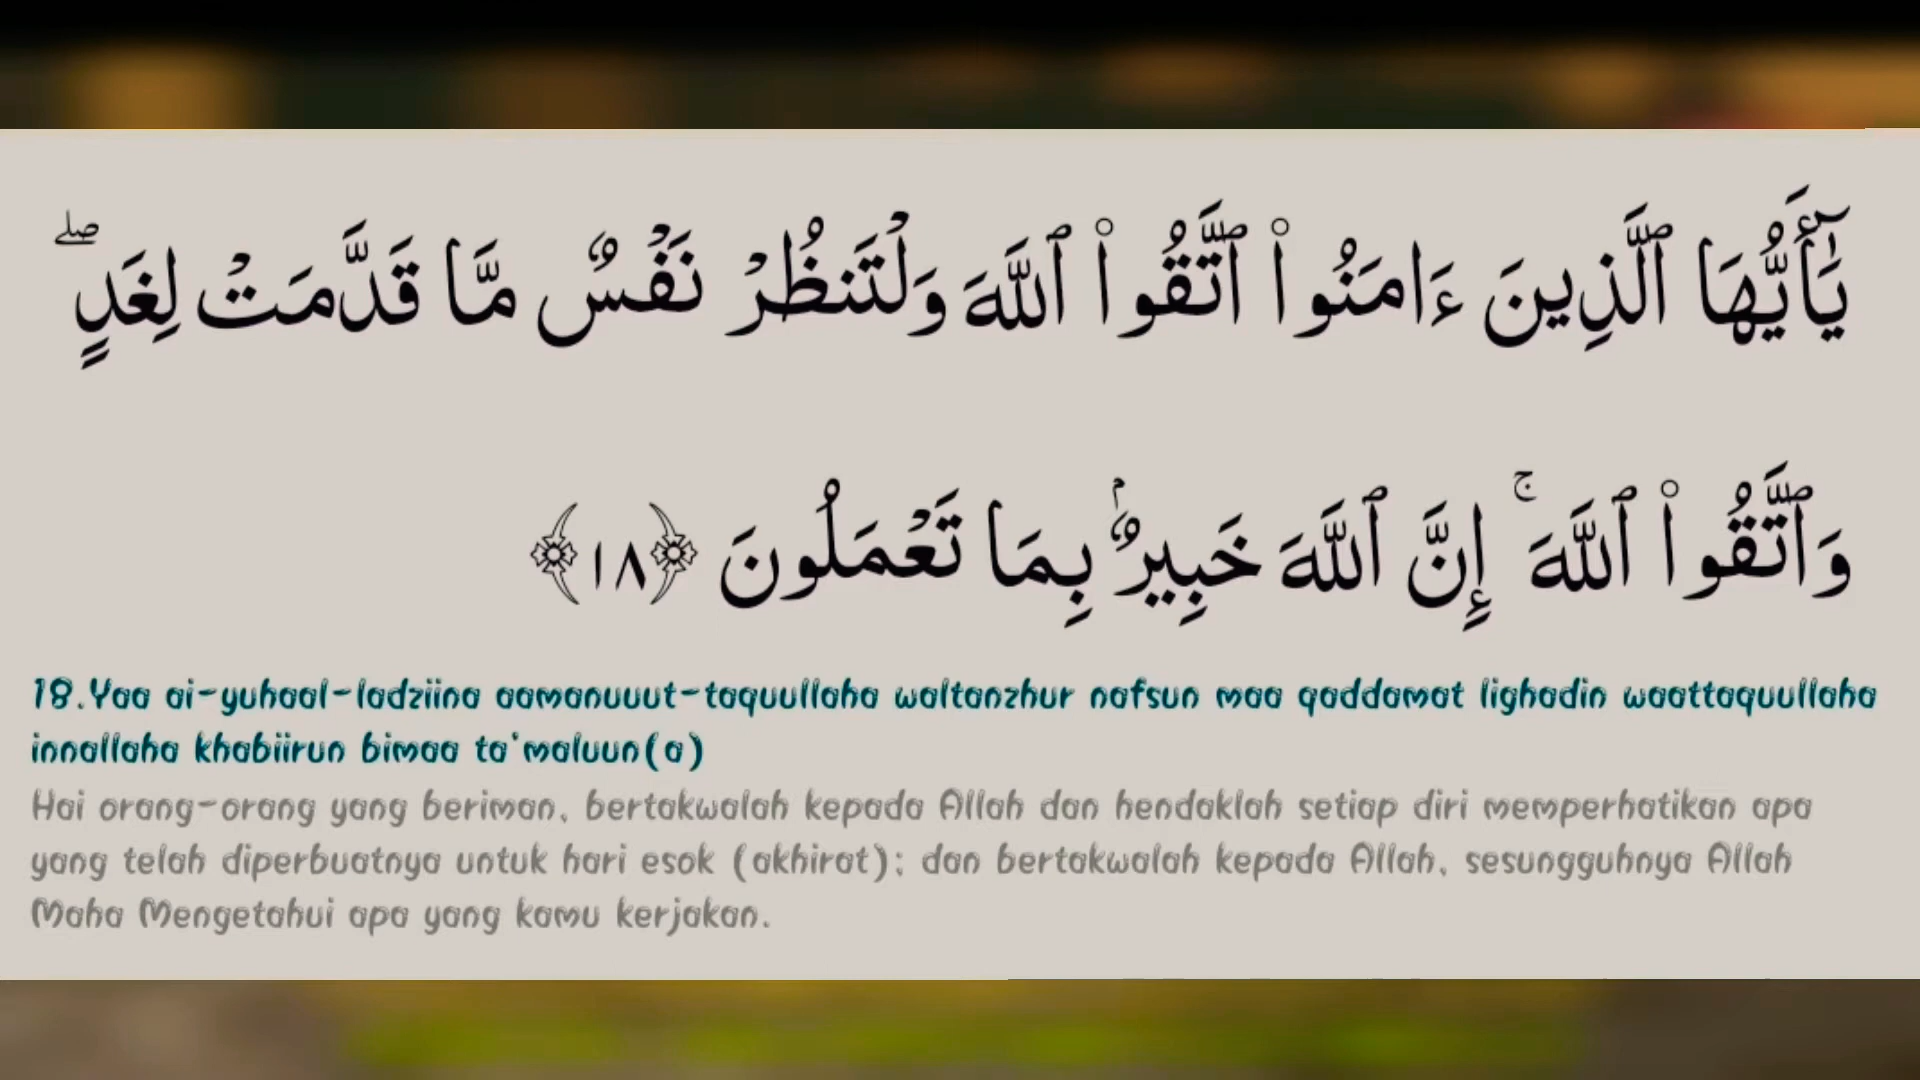 يَٰٓأَيُّهَا ٱلَّذِينَ ءَامَنُوا۟ ٱتَّقُوا۟ ٱللَّهَ وَلْتَنظُرْ نَفْسٌ مَّا قَدَّمَتْ لِغَدٍ ۖ
وَٱتَّقُوا۟ ٱللَّهَ ۚ إِنَّ ٱللَّهَ خَبِيرٌۢ بِمَا تَعْمَلُونَ ﴿١٨﴾
18.Yaa ai-yuhaal-ladziina aamanuuut-taquullaha waltanzhur nafsun maa qaddamat lighadin waattaquullaha
innallaha khabiirun bimaa ta'maluun(a)
Hai orang-orang yang beriman, bertakwalah kepada Allah dan hendaklah setiap diri memperhatikan apa
yang telah diperbuatnya untuk hari esok (akhirat); dan bertakwalah kepada Allah, sesungguhnya Allah
Maha Mengetahui apa yang kamu kerjakan.